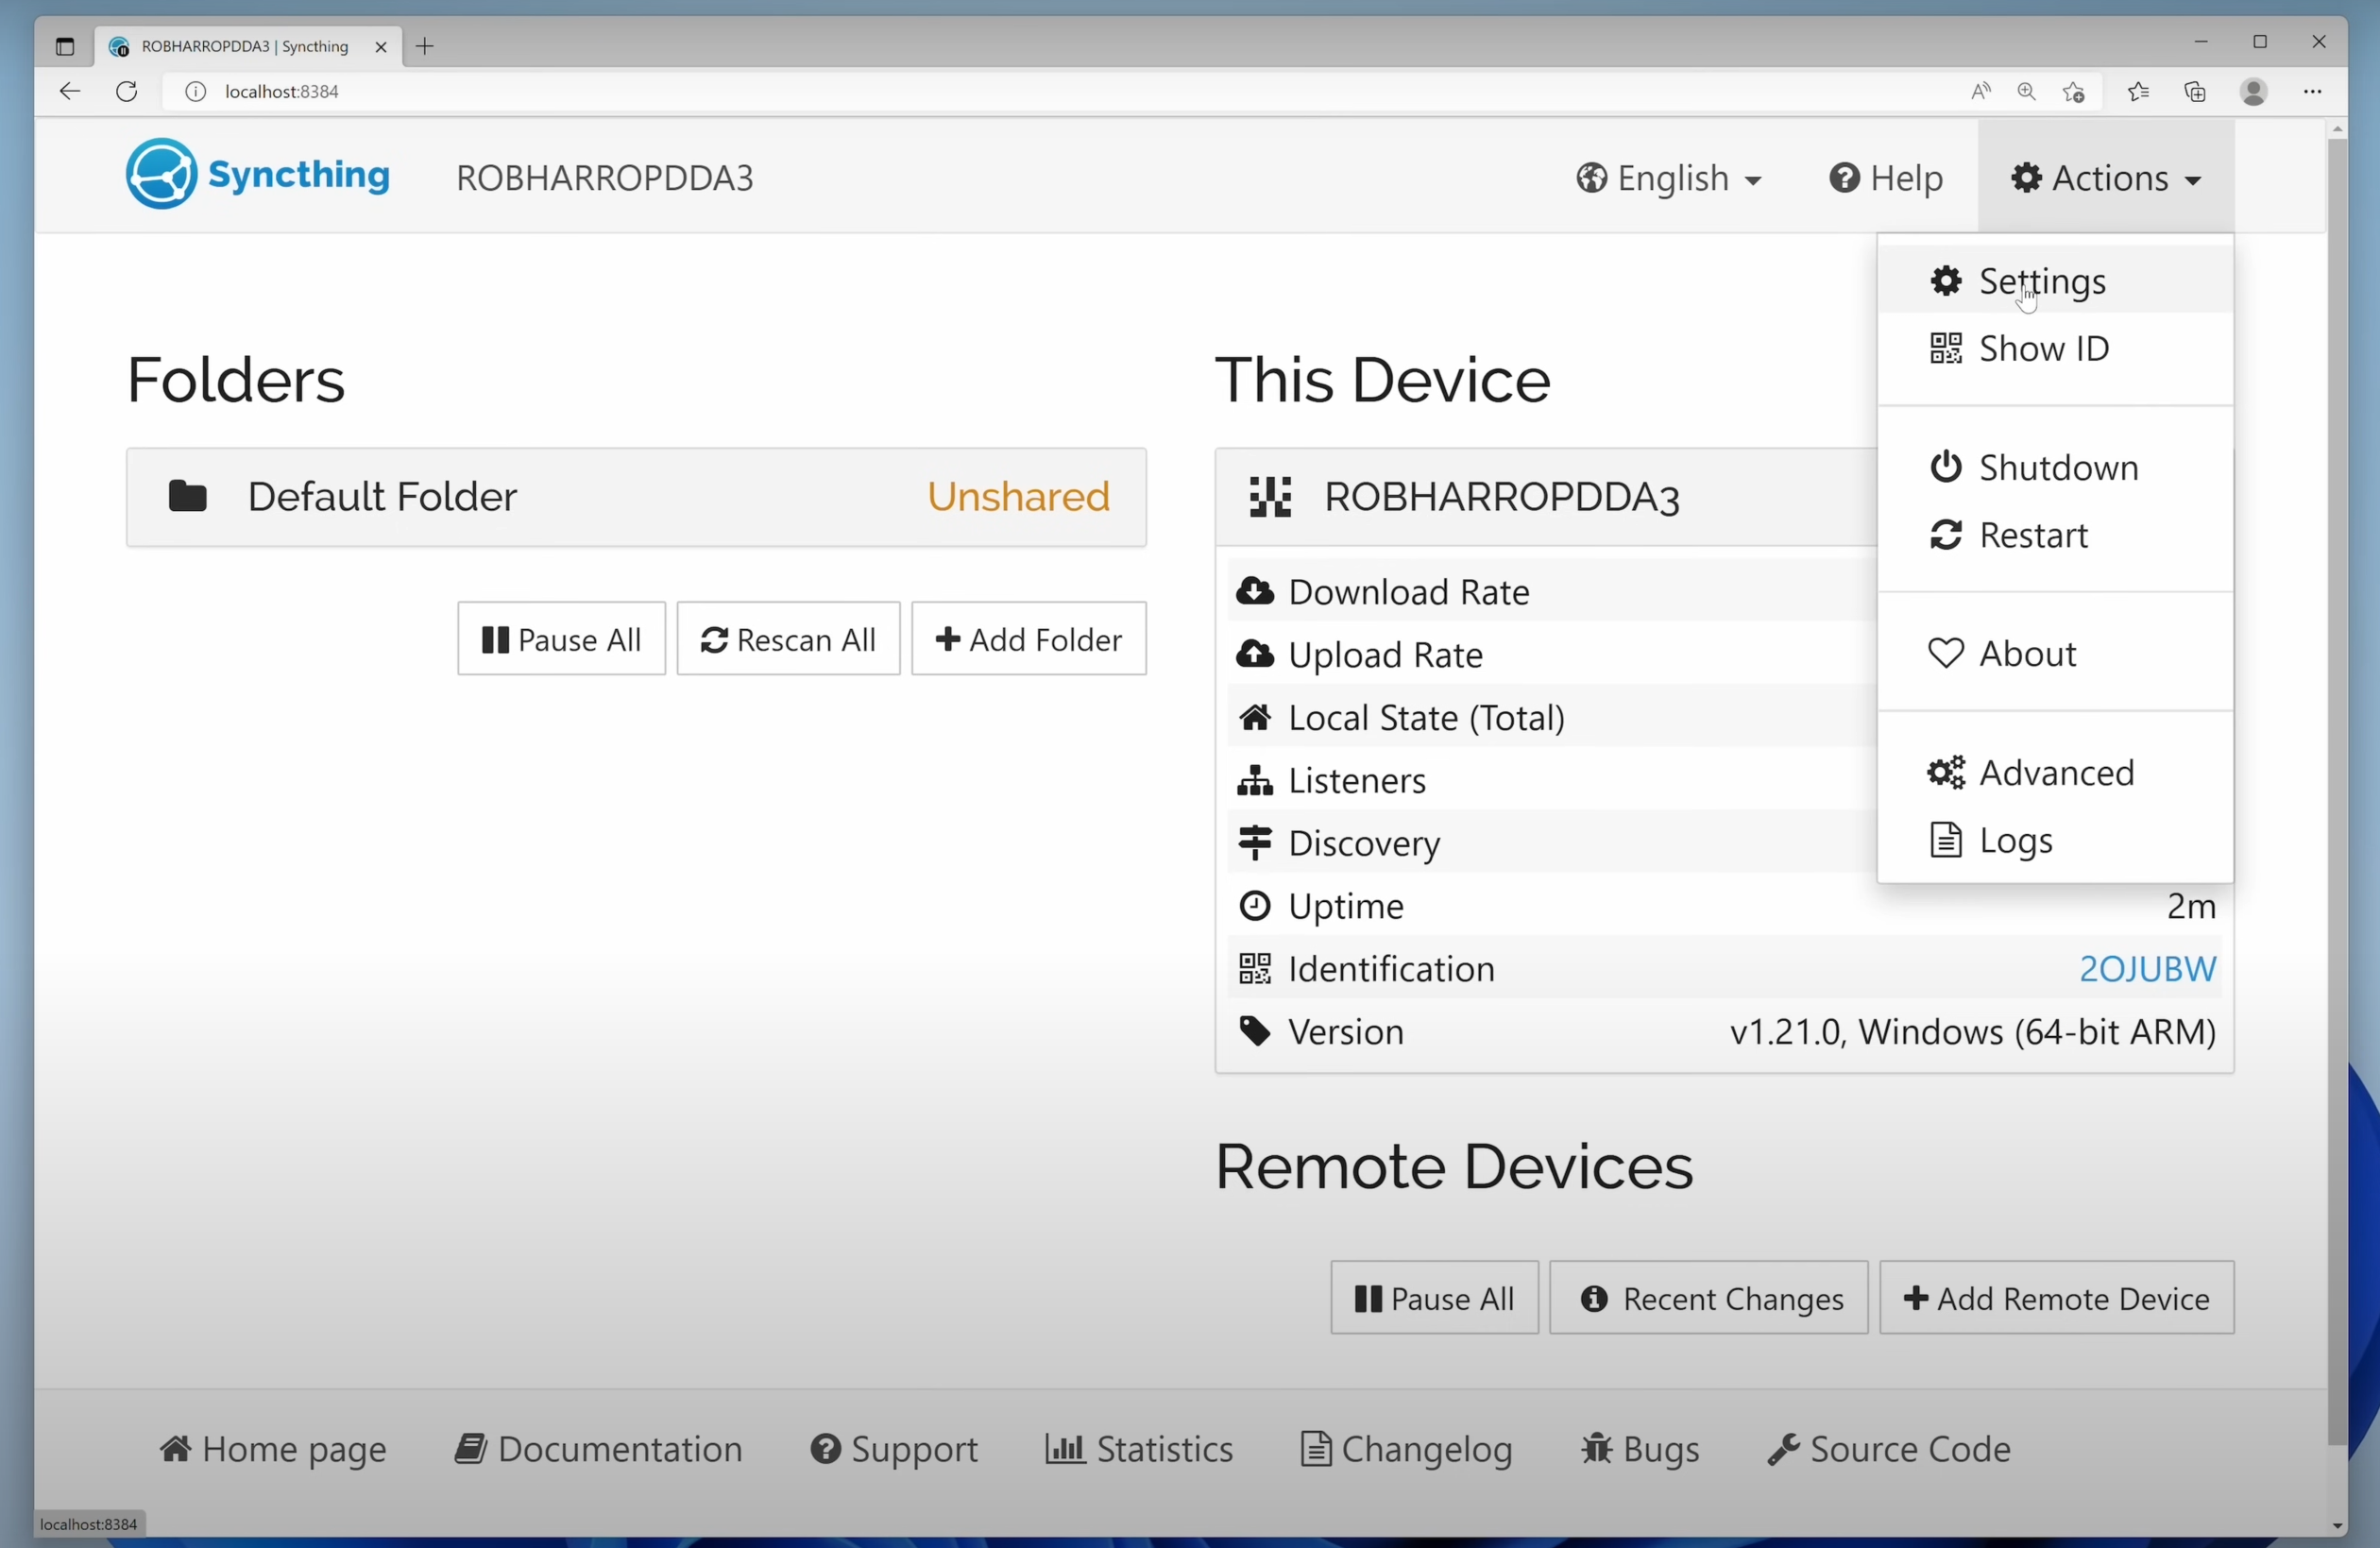 ROBHARROPDDA3 | Syncthing
localhost:8384
Syncthing
ROBHARROPDDA3
English
Help
Actions
Settings
Show ID
Shutdown
Restart
About
Advanced
Logs
Folders
Default Folder
Unshared
Pause All
Rescan All
Add Folder
This Device
ROBHARROPDDA3
Download Rate
Upload Rate
Local State (Total)
Listeners
Discovery
Uptime 2m
Identification 2OJUBW
Version v1.21.0, Windows (64-bit ARM)
Remote Devices
Pause All
Recent Changes
Add Remote Device
Home page
Documentation
Support
Statistics
Changelog
Bugs
Source Code
localhost:8384